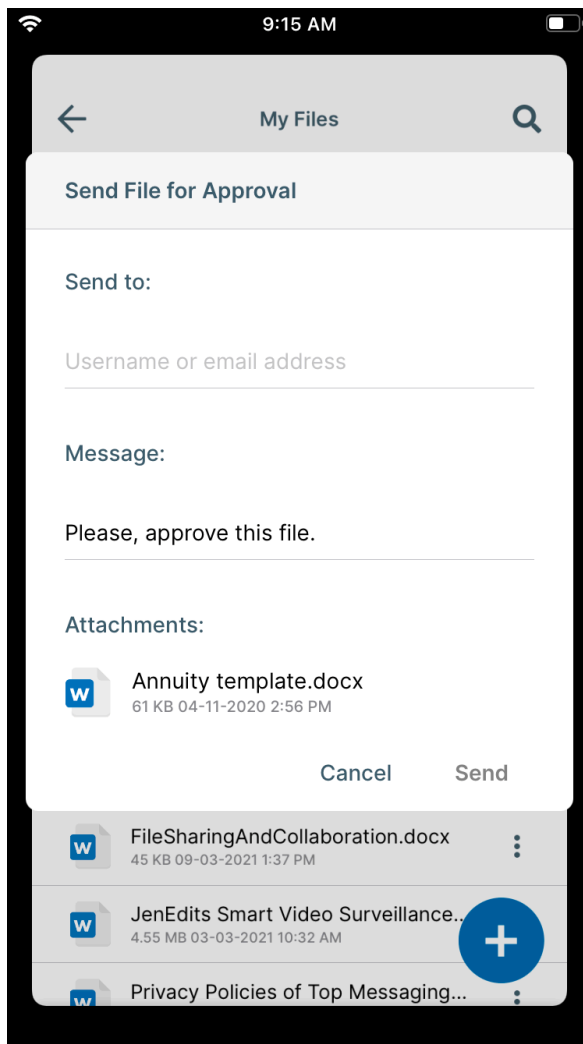 9:15 AM
My Files
Send File for Approval
Send to:
Username or email address
Message:
Please, approve this file.
Attachments:
W
Annuity template.docx
61 KB 04-11-2020 2:56 PM
Cancel Send
W
FileSharingAndCollaboration.docx
45 KB 09-03-2021 1:37 PM
W
JenEdits Smart Video Surveillance..
4.55 MB 03-03-2021 10:32 AM
W
Privacy Policies of Top Messaging...